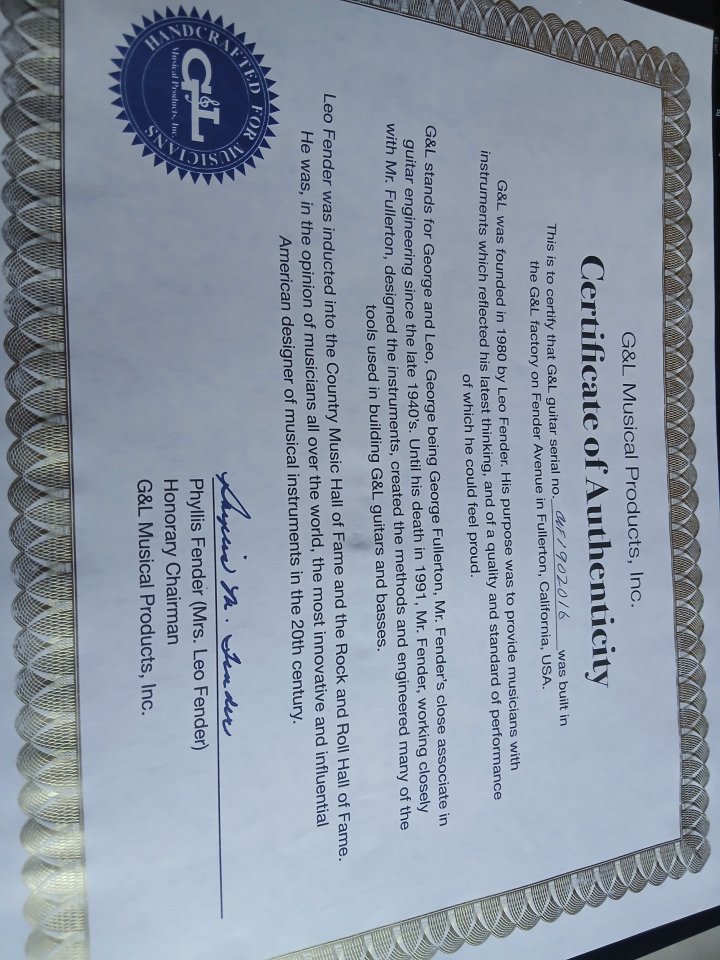 G&L Musical Products, Inc.
Certificate of Authenticity
This is to certify that G&L guitar serial no. CLF1902016 was built in
the G&L factory on Fender Avenue in Fullerton, California, USA.
G&L was founded in 1980 by Leo Fender. His purpose was to provide musicians with
instruments which reflected his latest thinking, and of a quality and standard of performance
of which he could feel proud.
G&L stands for George and Leo, George being George Fullerton, Mr. Fender's close associate in
guitar engineering since the late 1940's. Until his death in 1991, Mr. Fender, working closely
with Mr. Fullerton, designed the instruments, created the methods and engineered many of the
tools used in building G&L guitars and basses.
Leo Fender was inducted into the Country Music Hall of Fame and the Rock and Roll Hall of Fame.
He was, in the opinion of musicians all over the world, the most innovative and influential
American designer of musical instruments in the 20th century.
Phyllis M. Fender
Phyllis Fender (Mrs. Leo Fender)
Honorary Chairman
G&L Musical Products, Inc.
HANDCRAFTED FOR MUSICIANS
G&L
Musical Products, Inc.